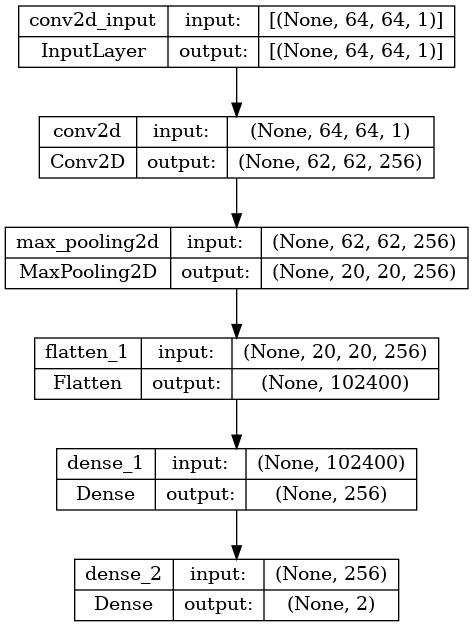 conv2d_input input: [(None, 64, 64, 1)]
InputLayer output: [(None, 64, 64, 1)]
conv2d input: (None, 64, 64, 1)
Conv2D output: (None, 62, 62, 256)
max_pooling2d input: (None, 62, 62, 256)
MaxPooling2D output: (None, 20, 20, 256)
flatten_1 input: (None, 20, 20, 256)
Flatten output: (None, 102400)
dense_1 input: (None, 102400)
Dense output: (None, 256)
dense_2 input: (None, 256)
Dense output: (None, 2)